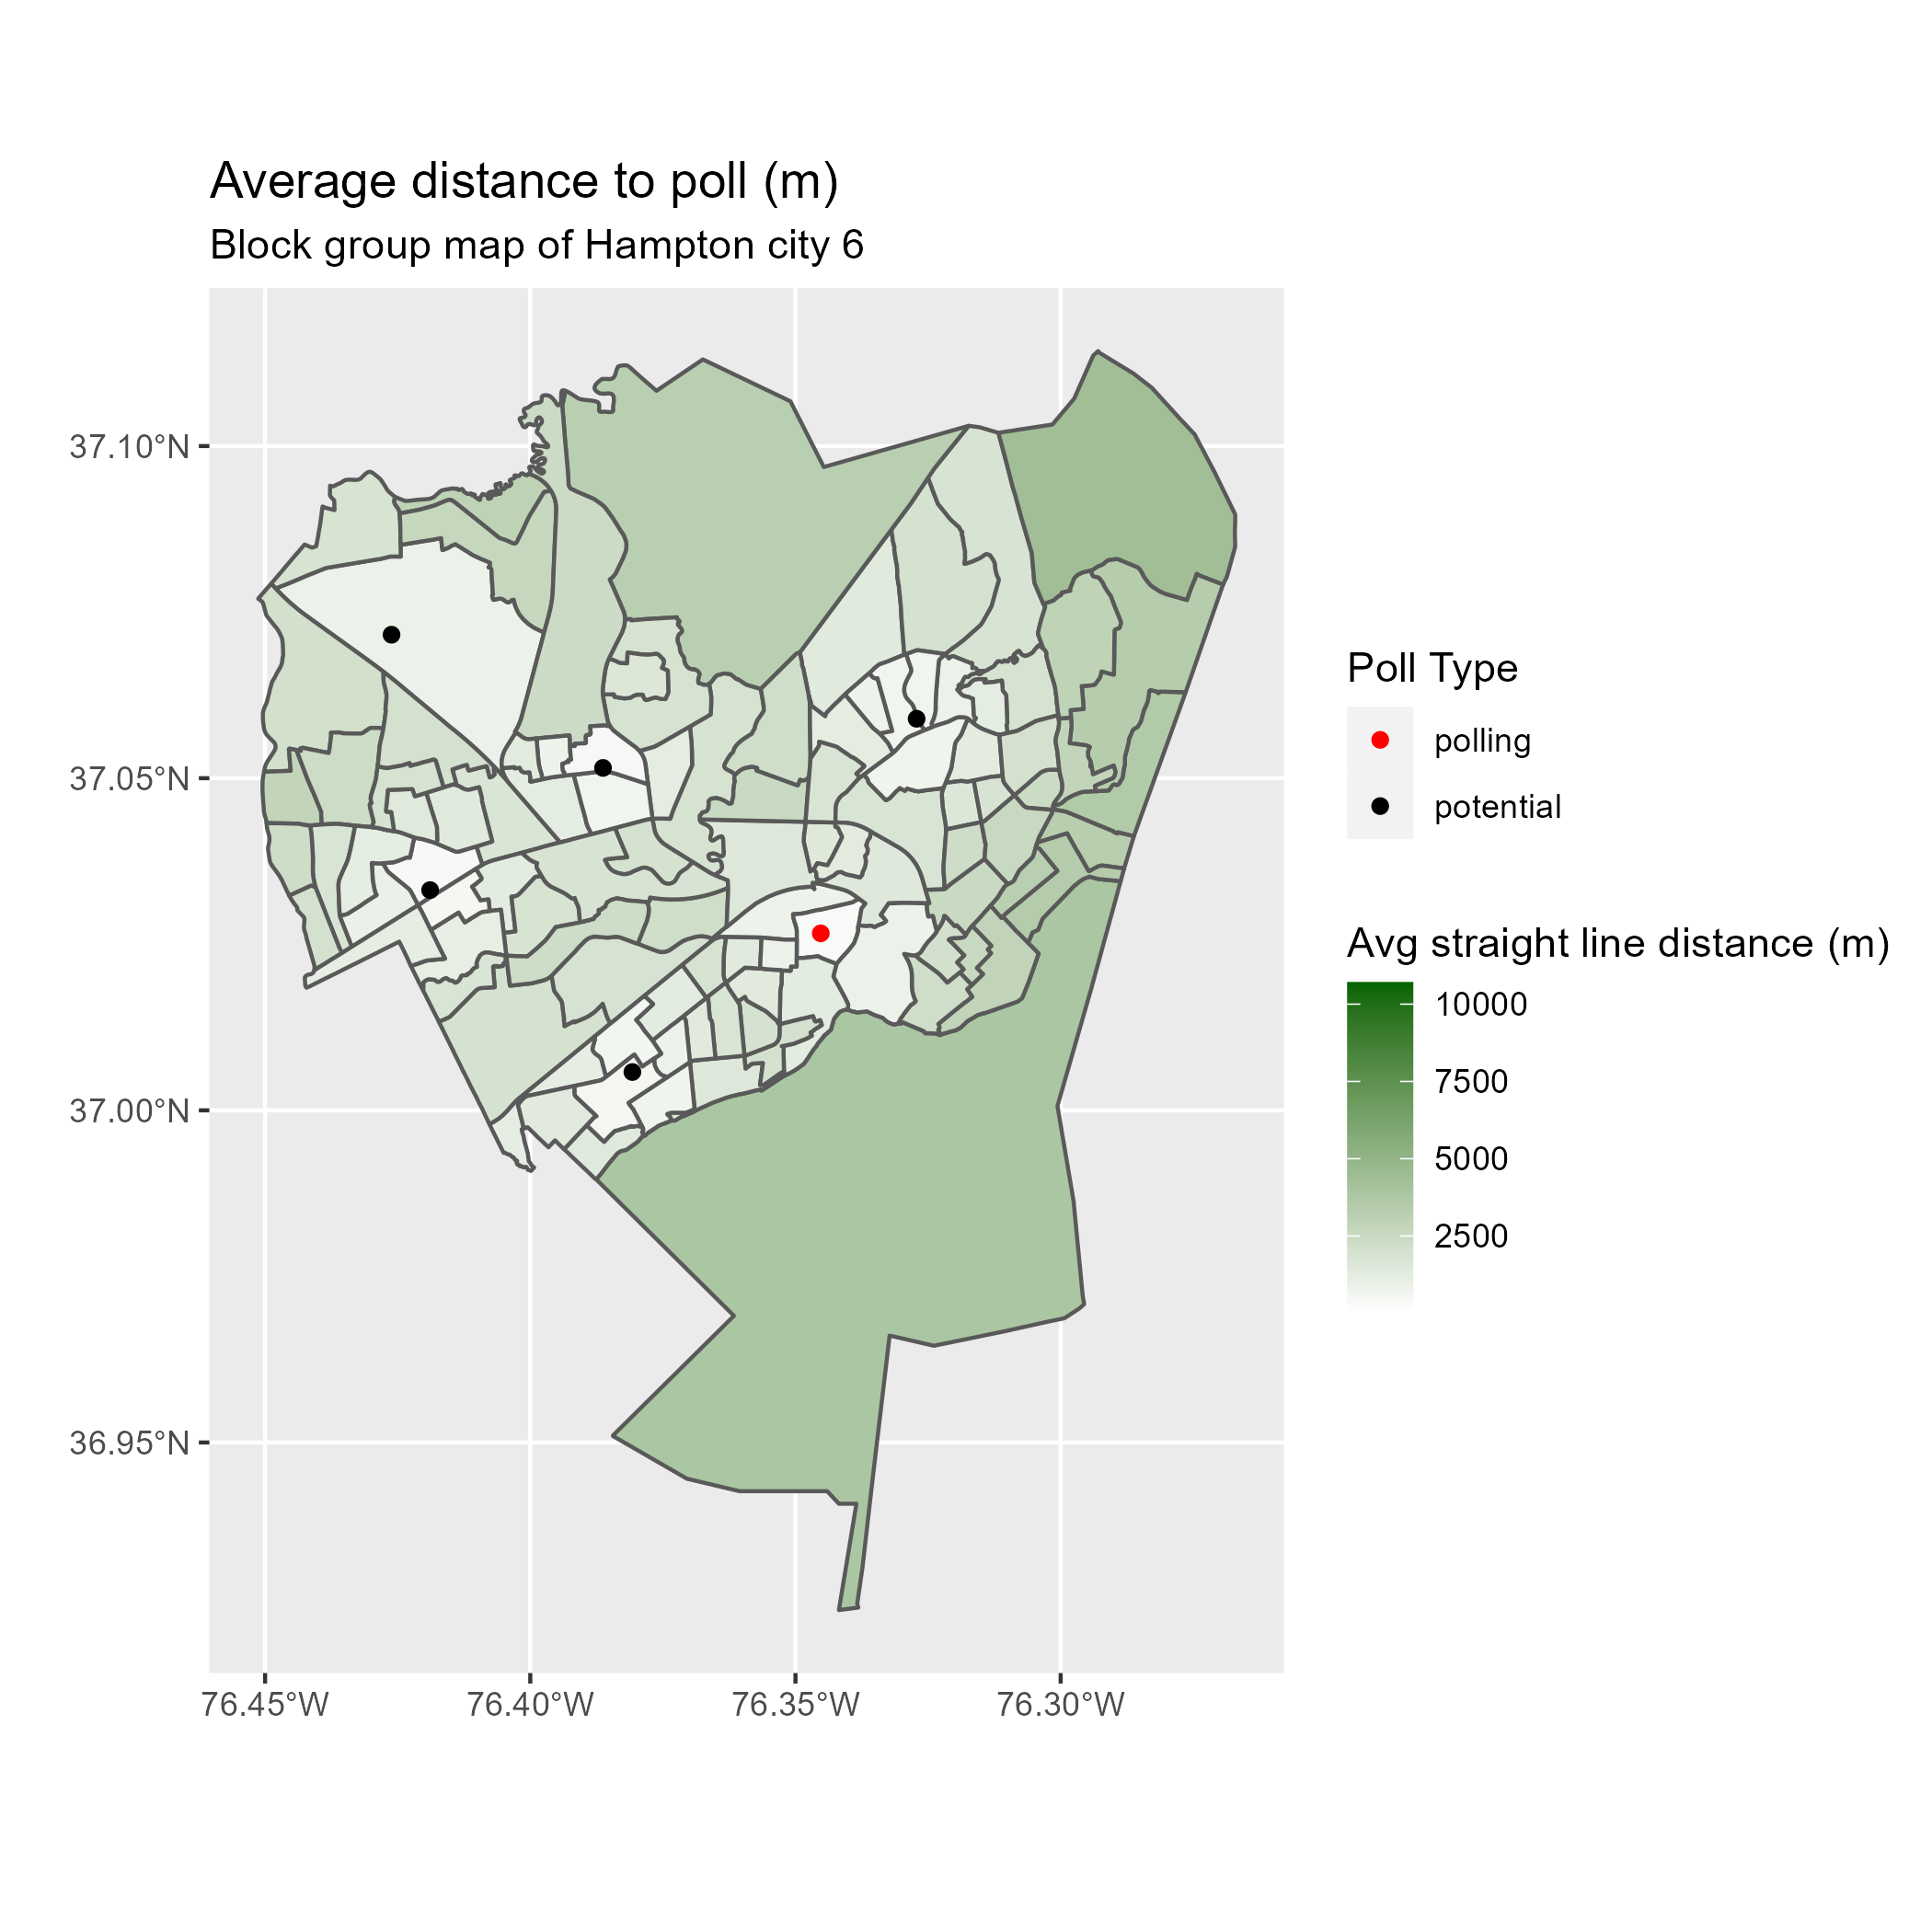 Average distance to poll (m)
Block group map of Hampton city 6
37.10°N
37.05°N
37.00°N
36.95°N
76.45°W
76.40°W
76.35°W
76.30°W
Poll Type
polling
potential
Avg straight line distance (m)
10000
7500
5000
2500